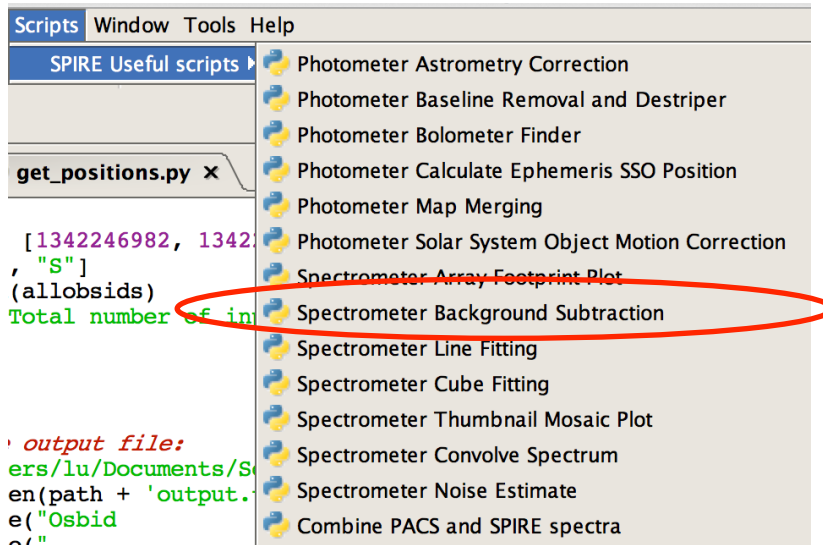 Scripts Window Tools Help
SPIRE Useful scripts
Photometer Astrometry Correction
Photometer Baseline Removal and Destriper
Photometer Bolometer Finder
Photometer Calculate Ephemeris SSO Position
Photometer Map Merging
Photometer Solar System Object Motion Correction
Spectrometer Array Footprint Plot
Spectrometer Background Subtraction
Spectrometer Line Fitting
Spectrometer Cube Fitting
Spectrometer Thumbnail Mosaic Plot
Spectrometer Convolve Spectrum
Spectrometer Noise Estimate
Combine PACS and SPIRE spectra
get_positions.py ×
[1342246982, 1342
, "S"]
(allobsids)
Total number of in
output file:
ers/lu/Documents/S
en(path + 'output.
e("Osbid